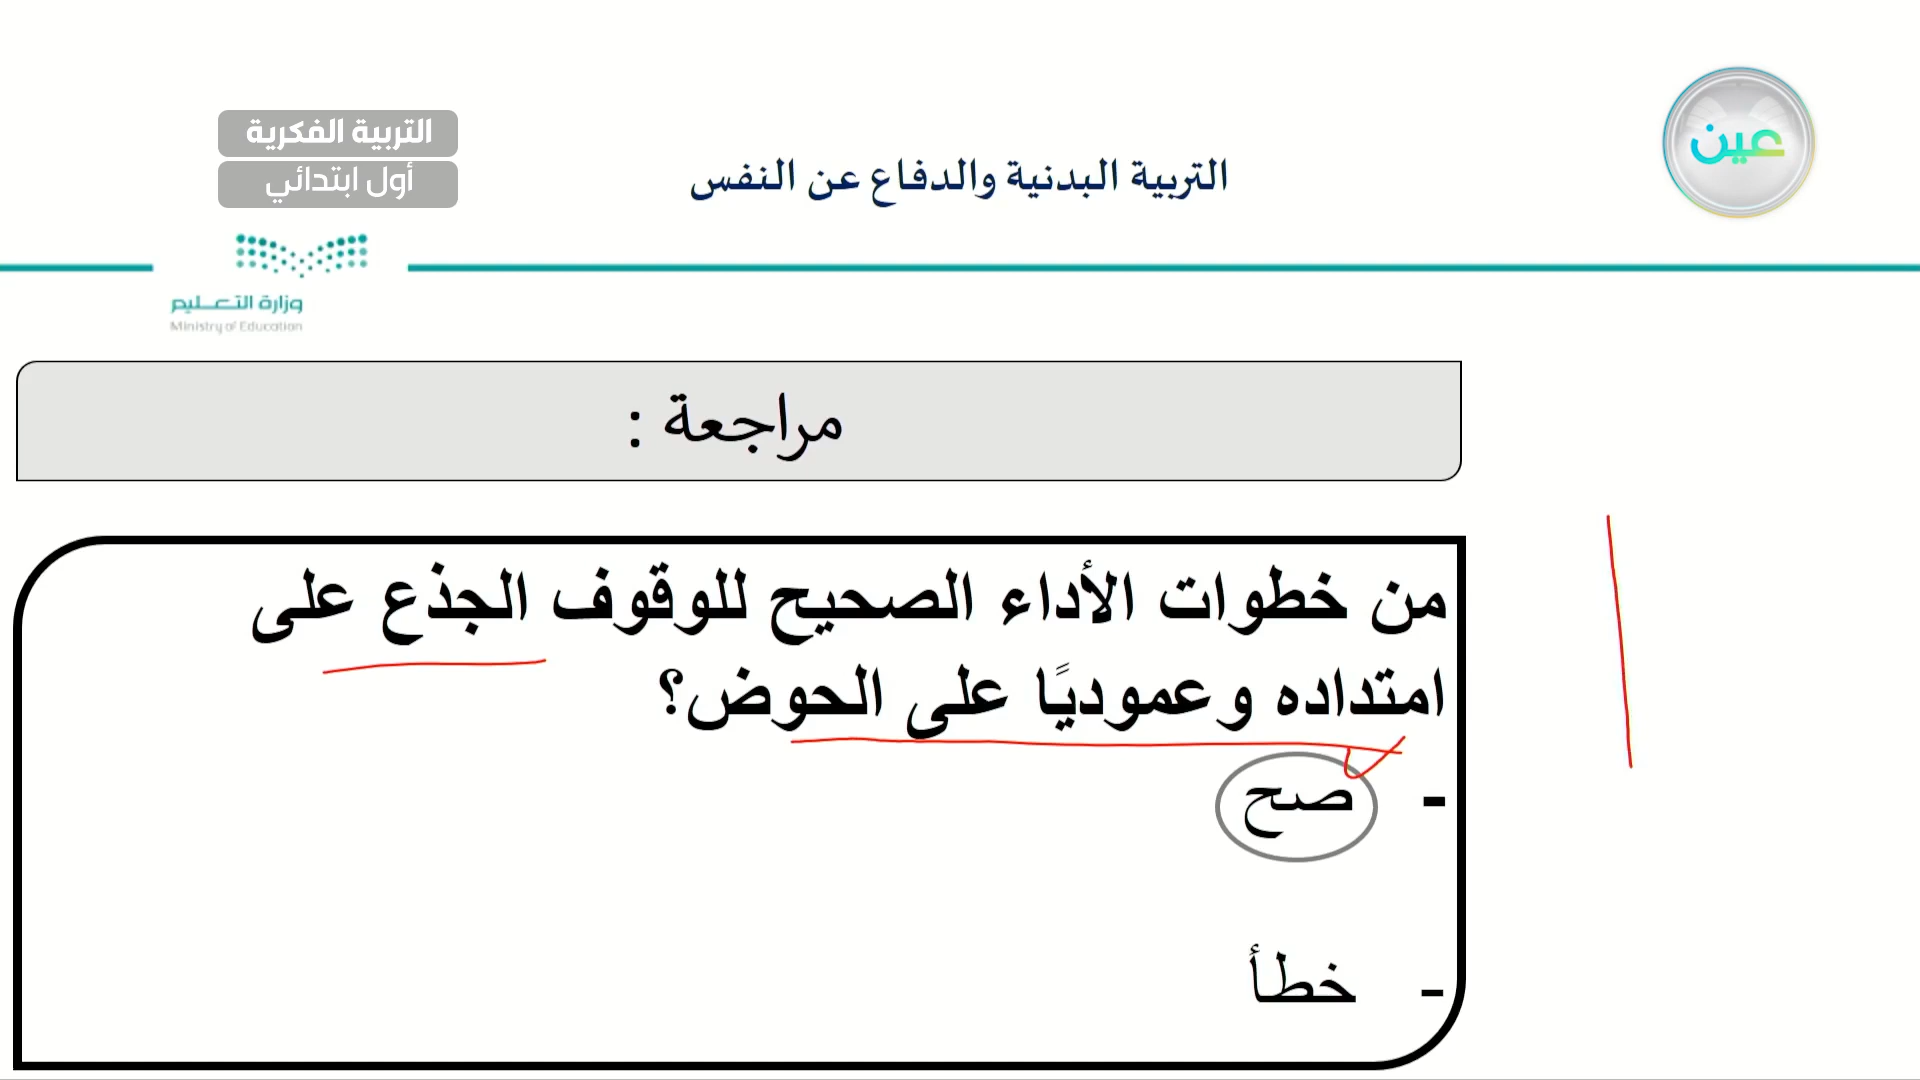 التربية الفكرية
أول ابتدائي
التربية البدنية والدفاع عن النفس
عين
وزارة التعليم
Ministry of Education
مراجعة :
من خطوات الأداء الصحيح للوقوف الجذع على
امتداده وعموديًا على الحوض؟
- صح
- خطأ